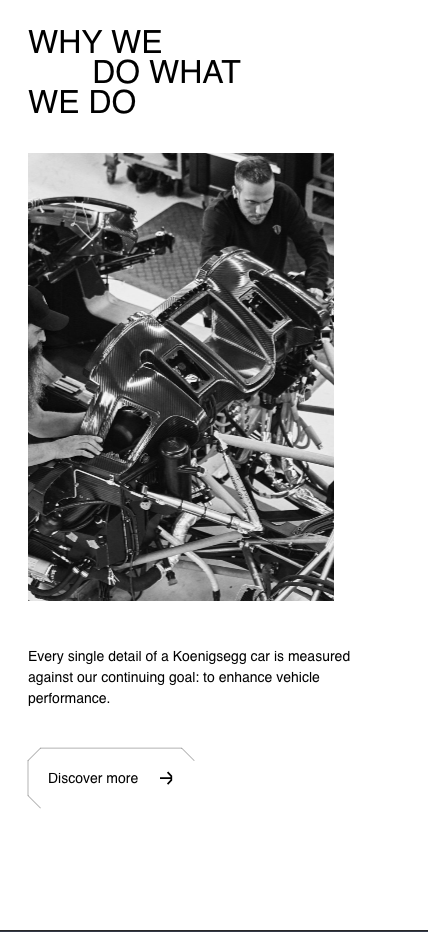 WHY WE
DO WHAT
WE DO
Every single detail of a Koenigsegg car is measured
against our continuing goal: to enhance vehicle
performance.
Discover more